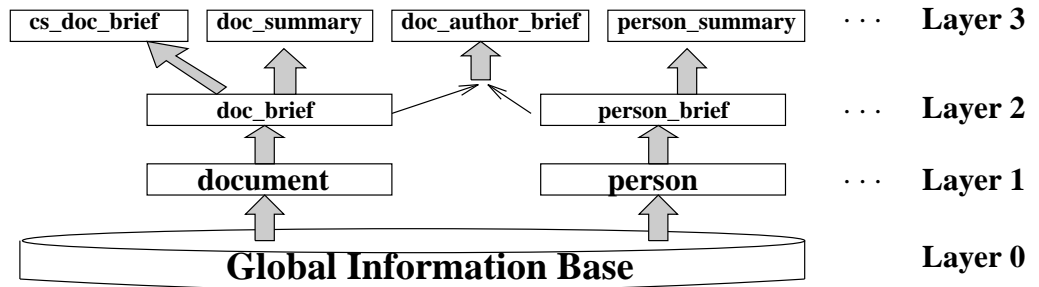 cs_doc_brief doc_summary doc_author_brief person_summary · · · Layer 3
doc_brief person_brief · · · Layer 2
document person · · · Layer 1
Global Information Base Layer 0